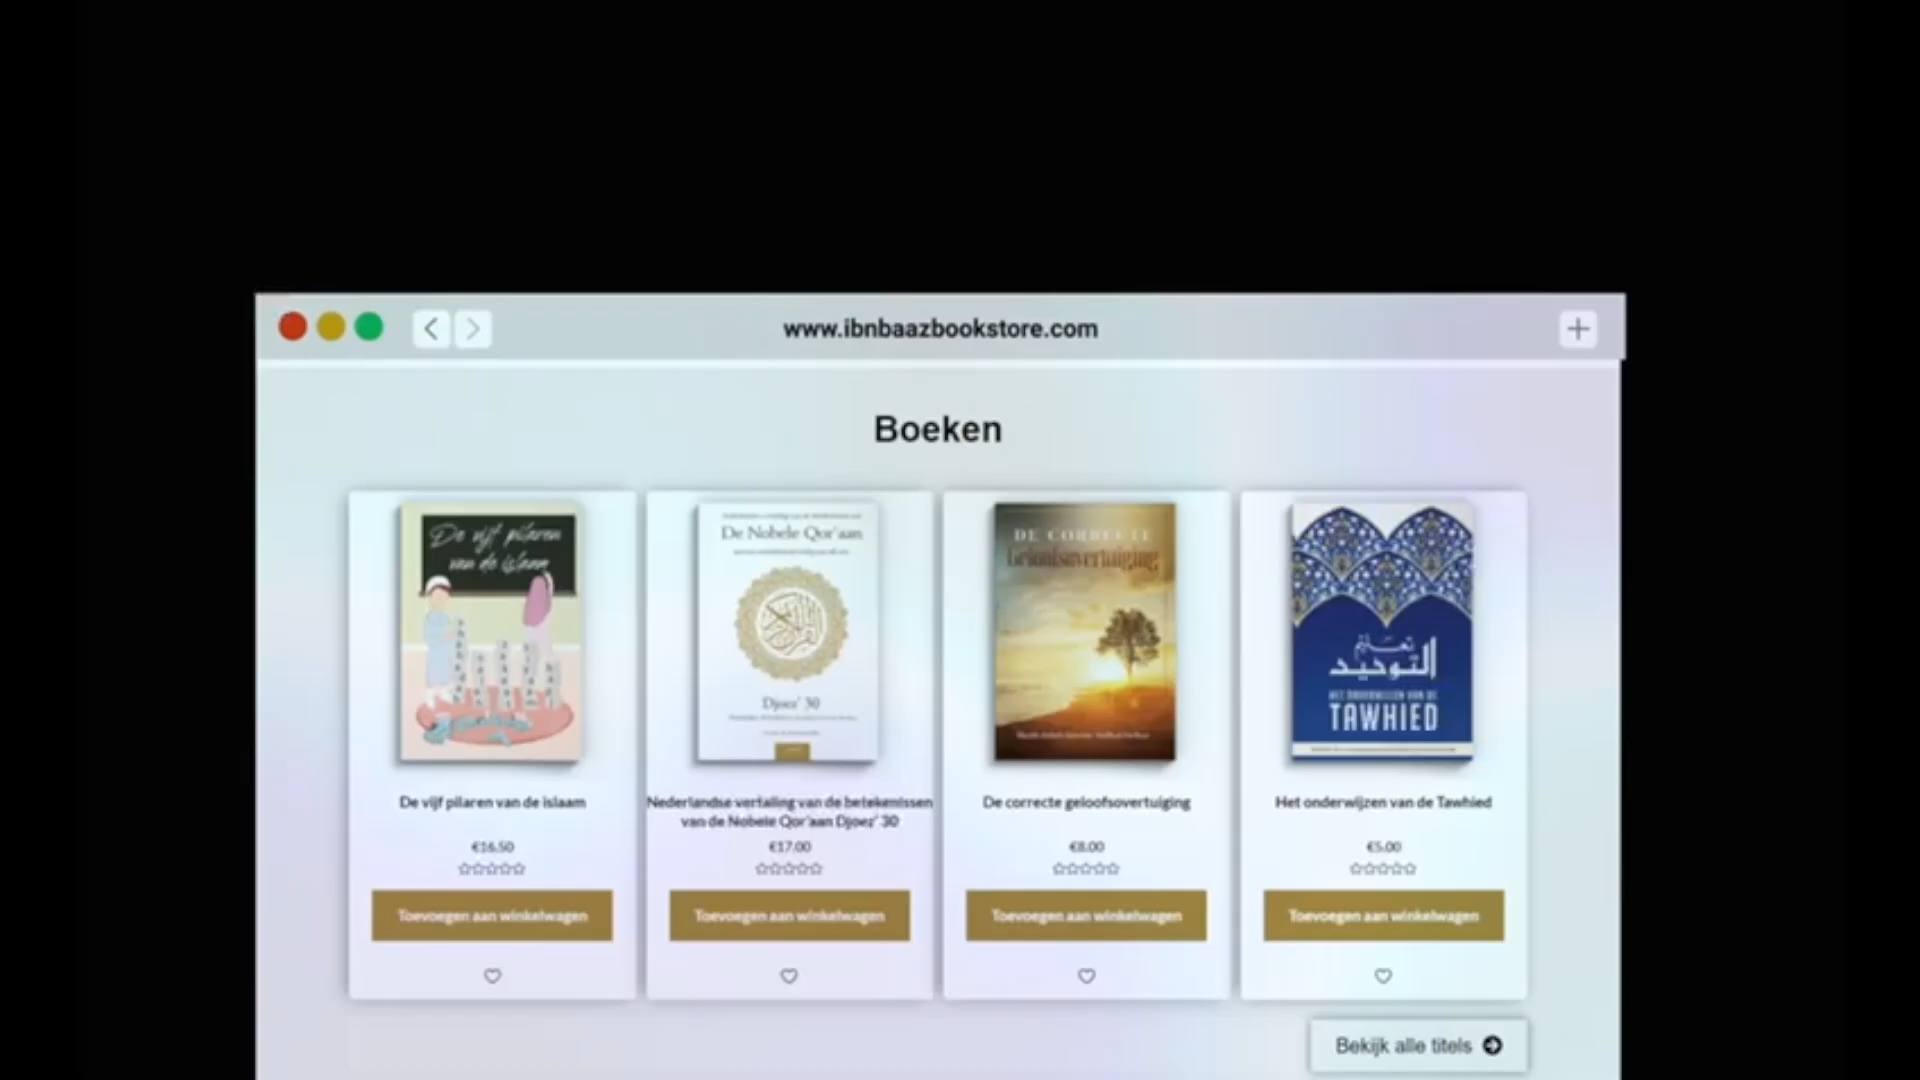 www.ibnbaazbookstore.com
Boeken
De vijf pilaren
van de islaam
De Nobele Qor'aan
Djoez' 30
DE CORRECTE
Geloofsovertuiging
تعليم
التوحيد
HET ONDERWIJZEN VAN DE
TAWHIED
De vijf pilaren van de islaam
Nederlandse vertaling van de betekenissen
van de Nobele Qor'aan Djoez' 30
De correcte geloofsovertuiging
Het onderwijzen van de Tawhied
€16.50
€17.00
€8.00
€5.00
Toevoegen aan winkelwagen
Toevoegen aan winkelwagen
Toevoegen aan winkelwagen
Toevoegen aan winkelwagen
Bekijk alle titels